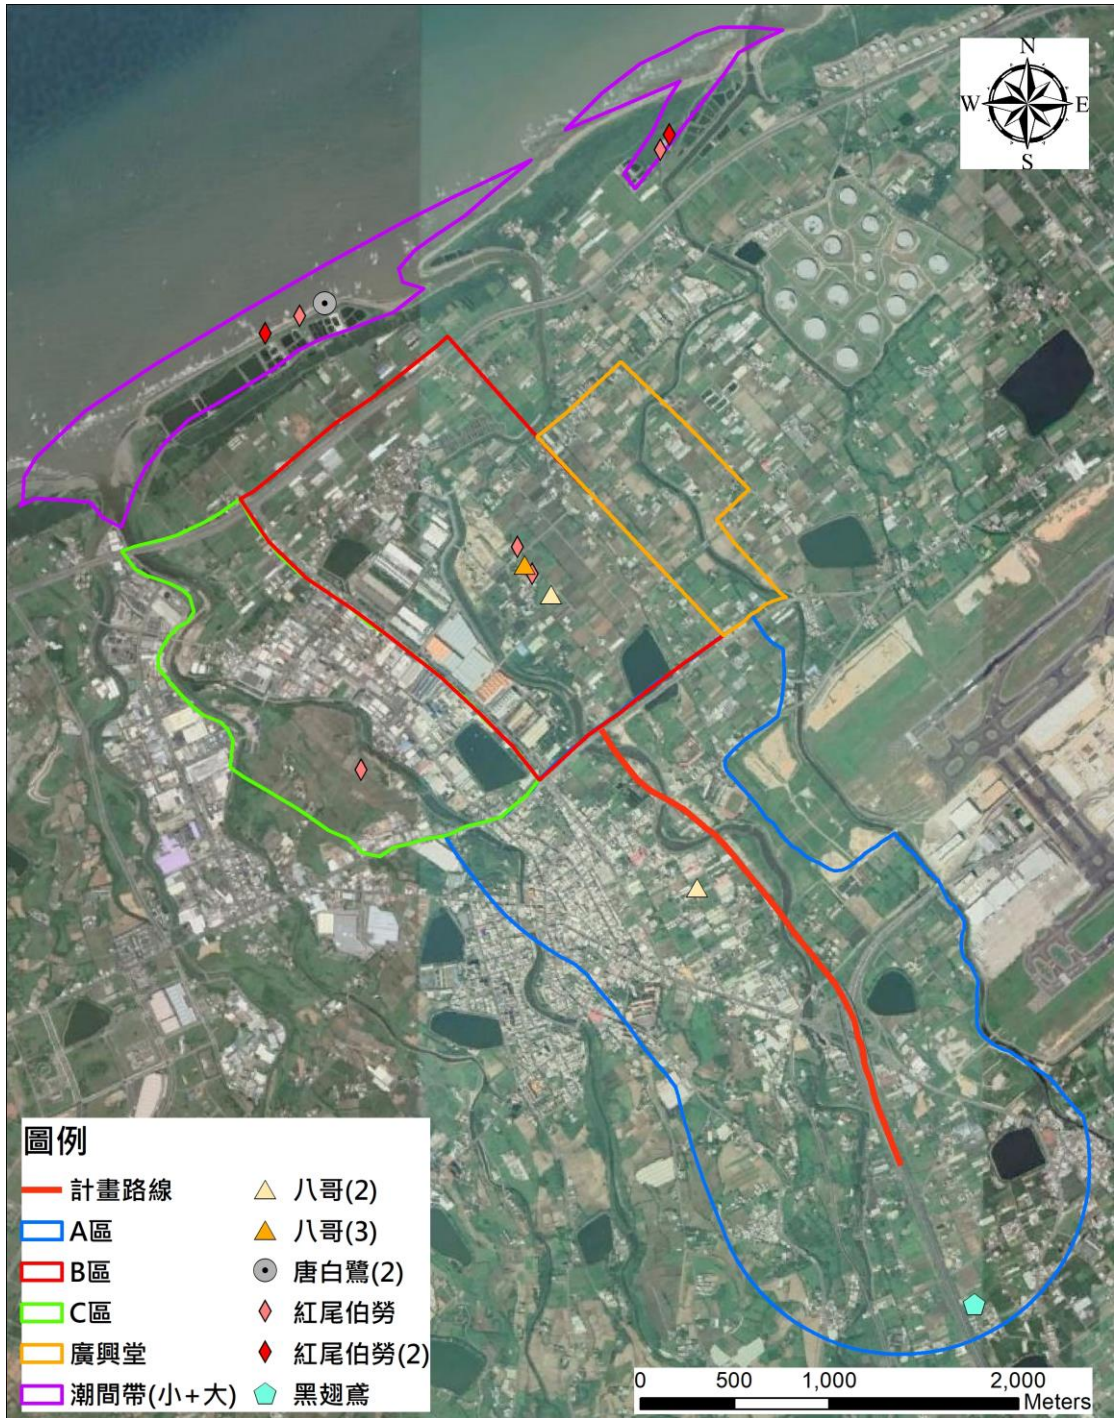 N
W E
S
圖例
計畫路線
A區
B區
C區
廣興堂
潮間帶(小+大)
八哥(2)
八哥(3)
唐白鷺(2)
紅尾伯勞
紅尾伯勞(2)
黑翅鳶
0 500 1,000 2,000
Meters